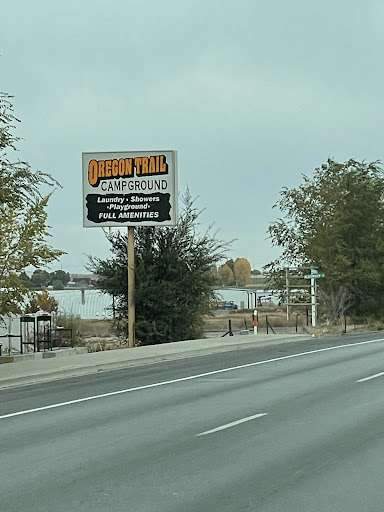 OREGON TRAIL
CAMPGROUND
Laundry • Showers
•Playground•
FULL AMENITIES